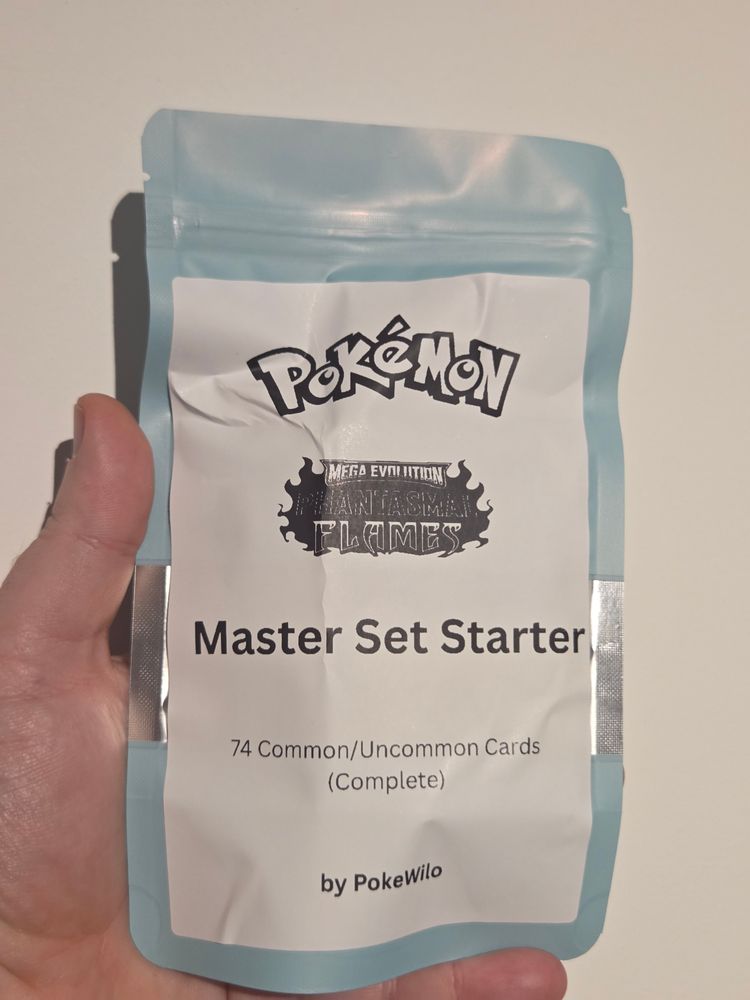 POKéMON
MEGA EVOLUTION
PHANTASMAL
FLAMES
Master Set Starter
74 Common/Uncommon Cards
(Complete)
by PokeWilo